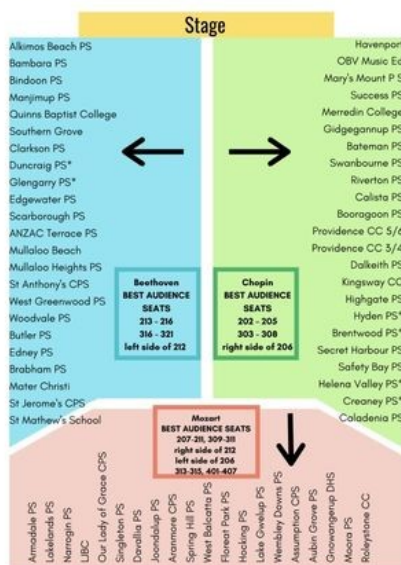 Stage
Alkimos Beach PS
Bambara PS
Bindoon PS
Manjimup PS
Quinns Baptist College
Southern Grove
Clarkson PS
Duncraig PS*
Glengarry PS*
Edgewater PS
Scarborough PS
ANZAC Terrace PS
Mullaloo Beach
Mullaloo Heights PS
St Anthony's CPS
West Greenwood PS
Woodvale PS
Butler PS
Edney PS
Brabham PS
Mater Christi
St Jerome's CPS
St Mathew's School
Beethoven
BEST AUDIENCE
SEATS
213 - 216
316 - 321
left side of 212
Havenport
OBV Music Ed
Mary's Mount P S
Success PS
Merredin College
Gidgegannup PS
Bateman PS
Swanbourne PS
Riverton PS
Calista PS
Booragoon PS
Providence CC 5/6
Providence CC 3/4
Dalkeith PS
Kingsway CC
Highgate PS
Hyden PS*
Brentwood PS*
Secret Harbour PS
Safety Bay PS
Helena Valley PS*
Creaney PS*
Caladenia PS
Chopin
BEST AUDIENCE
SEATS
202 - 205
303 - 308
right side of 206
Mozart
BEST AUDIENCE SEATS
207-211, 309-311
right side of 212
left side of 206
313-315, 401-407
Armadale PS
Lakelands PS
Narrogin PS
LJBC
Our Lady of Grace CPS
Singleton PS
Davallia PS
Joondalup PS
Aranmore CPS
Spring Hill PS
West Balcatta PS
Floreat Park PS
Hocking PS
Lake Gwelup PS
Wembley Downs PS
Assumption CPS
Aubin Grove PS
Gnowangerup DHS
Moora PS
Roleystone CC